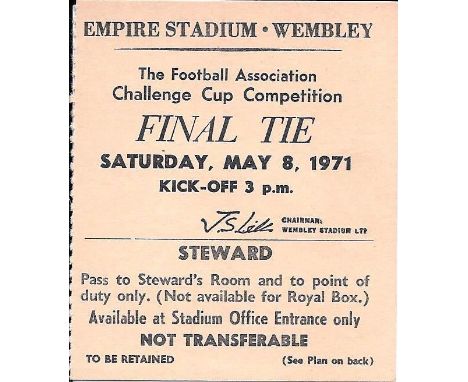 EMPIRE STADIUM • WEMBLEY
The Football Association
Challenge Cup Competition
FINAL TIE
SATURDAY, MAY 8, 1971
KICK-OFF 3 p.m.
CHAIRMAN:
WEMBLEY STADIUM LTD
STEWARD
Pass to Steward's Room and to point of
duty only. (Not available for Royal Box.)
Available at Stadium Office Entrance only
NOT TRANSFERABLE
TO BE RETAINED (See Plan on back)